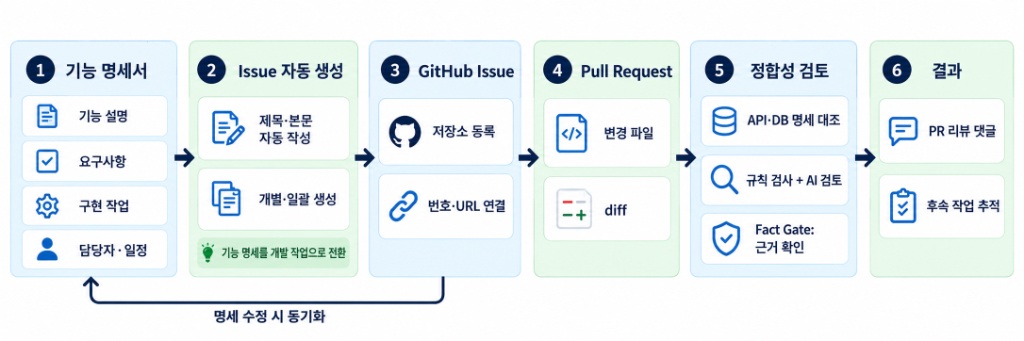 1 기능 명세서
기능 설명
요구사항
구현 작업
담당자·일정
2 Issue 자동 생성
제목·본문
자동 작성
개별·일괄 생성
기능 명세를 개발 작업으로 전환
3 GitHub Issue
저장소 등록
번호·URL 연결
4 Pull Request
변경 파일
diff
5 정합성 검토
API·DB 명세 대조
규칙 검사 + AI 검토
Fact Gate:
근거 확인
6 결과
PR 리뷰 댓글
후속 작업 추적
명세 수정 시 동기화